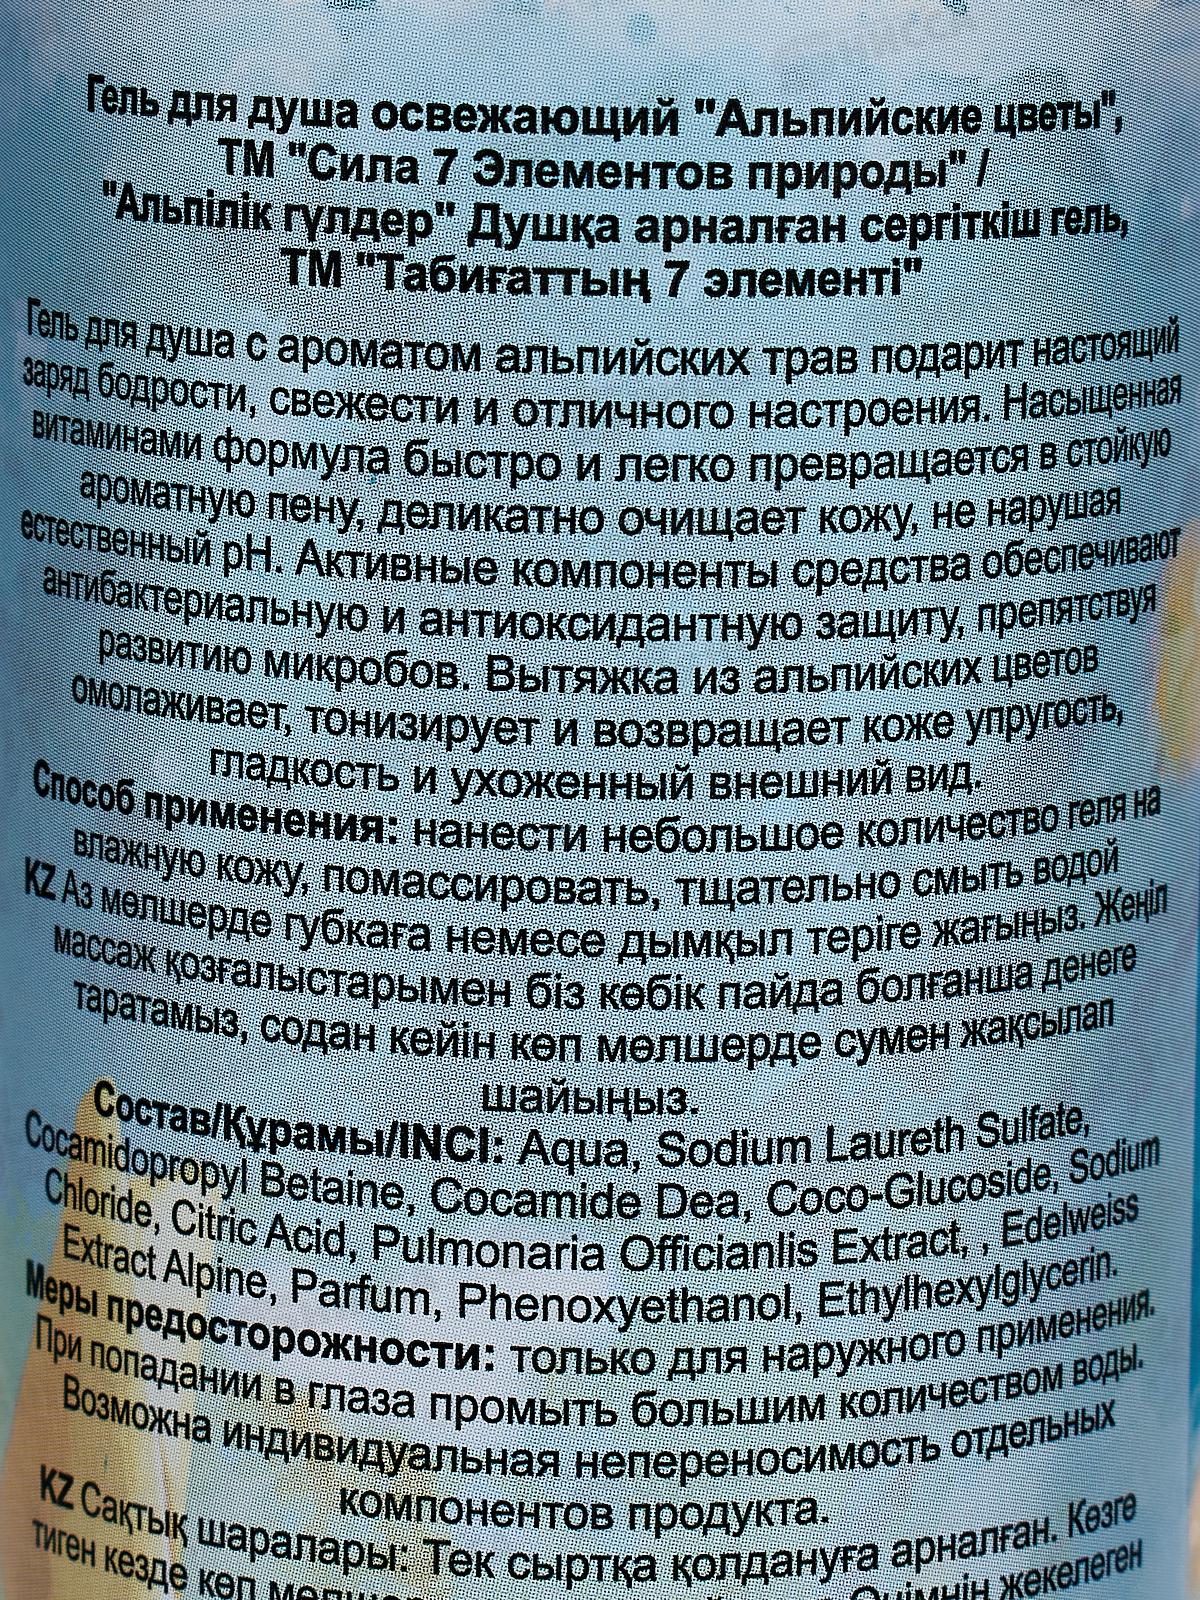 Гель для душа освежающий "Альпийские цветы",
ТМ "Сила 7 Элементов природы" /
"Альпілік гүлдер" Душқа арналған сергіткіш гель,
ТМ "Табиғаттың 7 элементі"
Гель для душа с ароматом альпийских трав подарит настоящий
заряд бодрости, свежести и отличного настроения. Насыщенная
витаминами формула быстро и легко превращается в стойкую
ароматную пену, деликатно очищает кожу, не нарушая
естественный pH. Активные компоненты средства обеспечивают
антибактериальную и антиоксидантную защиту, препятствуя
развитию микробов. Вытяжка из альпийских цветов
омолаживает, тонизирует и возвращает коже упругость,
гладкость и ухоженный внешний вид.
Способ применения: нанести небольшое количество геля на
влажную кожу, помассировать, тщательно смыть водой
KZ Аз мөлшерде губкаға немесе дымқыл теріге жағыңыз. Жеңіл
массаж қозғалыстарымен біз көбік пайда болғанша денеге
таратамыз, содан кейін көп мөлшерде сумен жақсылап
шайыңыз.
Состав/Құрамы/INCI: Aqua, Sodium Laureth Sulfate,
Cocamidopropyl Betaine, Cocamide Dea, Coco-Glucoside, Sodium
Chloride, Citric Acid, Pulmonaria Officianlis Extract, , Edelweiss
Extract Alpine, Parfum, Phenoxyethanol, Ethylhexylglycerin.
Меры предосторожности: только для наружного применения.
При попадании в глаза промыть большим количеством воды.
Возможна индивидуальная непереносимость отдельных
компонентов продукта.
KZ Сақтық шаралары: Тек сыртқа қолдануға арналған. Көзге
тиген кезде көп Өнімнің жекелеген